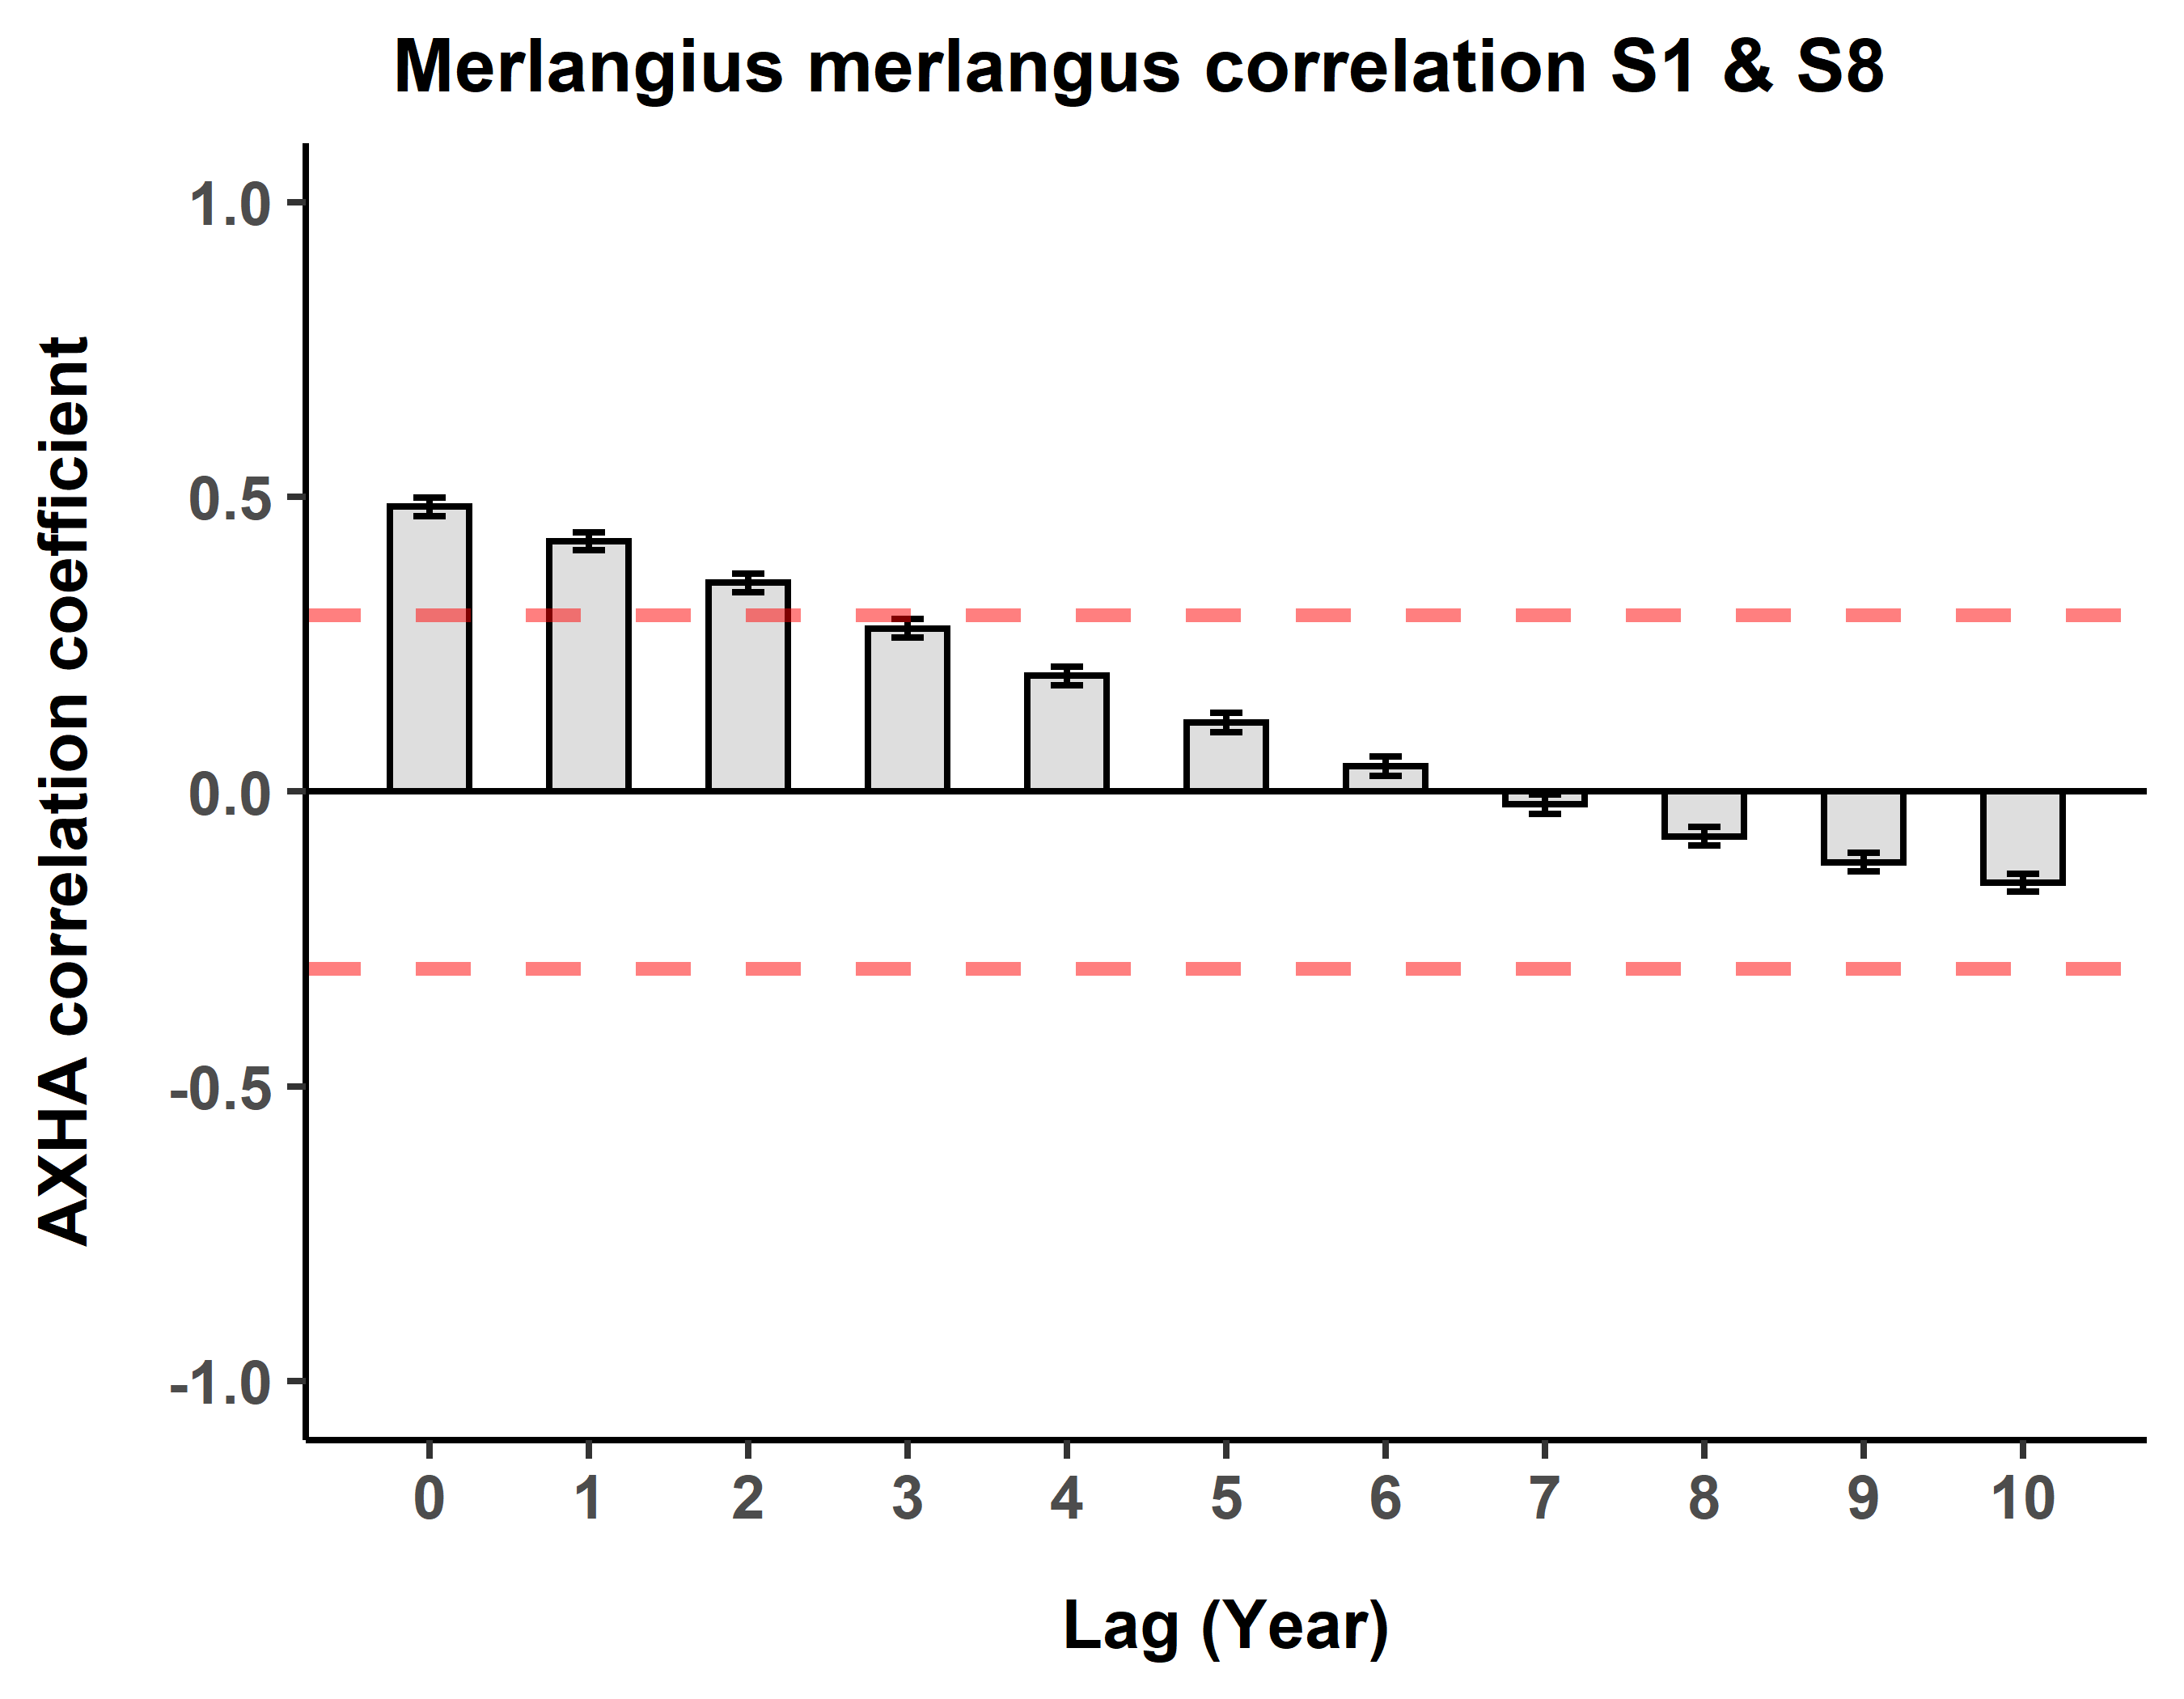 Merlangius merlangus correlation S1 & S8
AXHA correlation coefficient
1.0
0.5
0.0
-0.5
-1.0
0 1 2 3 4 5 6 7 8 9 10
Lag (Year)